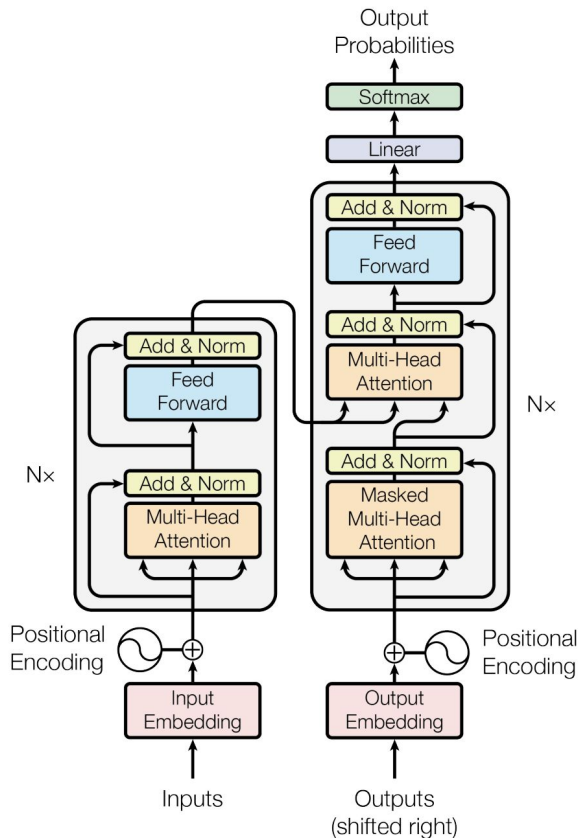 Output
Probabilities
Softmax
Linear
Add & Norm
Feed
Forward
Add & Norm
Multi-Head
Attention
Add & Norm
Masked
Multi-Head
Attention
N×
Add & Norm
Feed
Forward
Add & Norm
Multi-Head
Attention
N×
Positional
Encoding
Positional
Encoding
Input
Embedding
Output
Embedding
Inputs
Outputs
(shifted right)